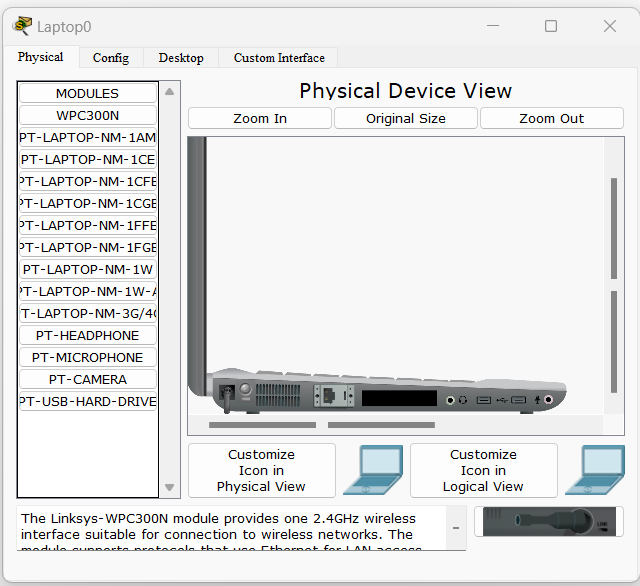 Laptop0
Physical
Config
Desktop
Custom Interface
MODULES
WPC300N
PT-LAPTOP-NM-1AM
PT-LAPTOP-NM-1CE
PT-LAPTOP-NM-1CFE
PT-LAPTOP-NM-1CGE
PT-LAPTOP-NM-1FFE
PT-LAPTOP-NM-1FGE
PT-LAPTOP-NM-1W
PT-LAPTOP-NM-1W-A
PT-LAPTOP-NM-3G/4G
PT-HEADPHONE
PT-MICROPHONE
PT-CAMERA
PT-USB-HARD-DRIVE
Physical Device View
Zoom In
Original Size
Zoom Out
Customize
Icon in
Physical View
Customize
Icon in
Logical View
The Linksys-WPC300N module provides one 2.4GHz wireless
interface suitable for connection to wireless networks. The
module supports protocols that use Ethernet for LAN access
LINK